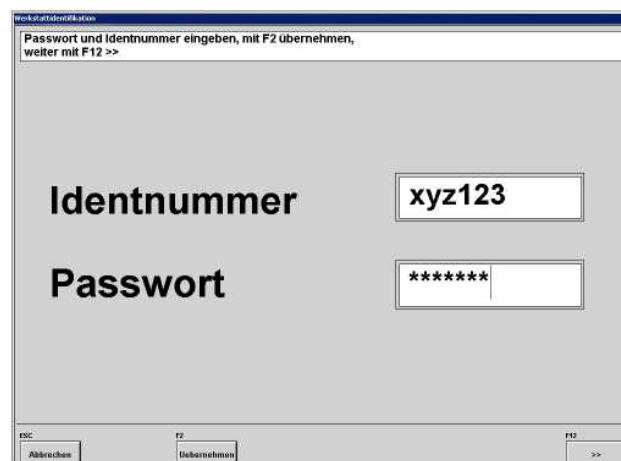 Werkstattidentifikation
Passwort und Identnummer eingeben, mit F2 übernehmen,
weiter mit F12 >>
Identnummer
xyz123
Passwort
*******
ESC
F2
F12
Abbrechen
Uebernehmen
>>